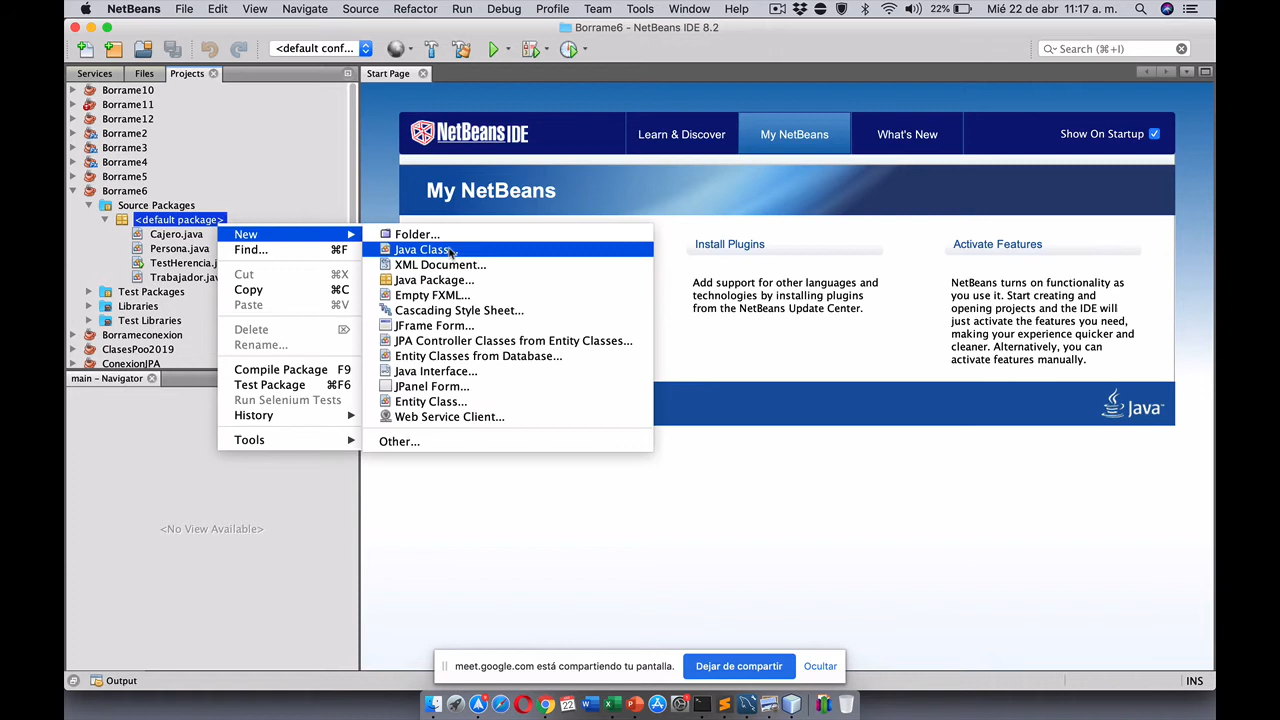 NetBeans File Edit View Navigate Source Refactor Run Debug Profile Team Tools Window Help 22% Mié 22 de abr 11:17 a. m.
Borrame6 - NetBeans IDE 8.2
<default conf... Search (⌘+I)
Services Files Projects Start Page
Borrame10
Borrame11
Borrame12
Borrame2
Borrame3
Borrame4
Borrame5
Borrame6
Source Packages
<default package>
Cajero.java
Persona.java
TestHerencia.j
Trabajador.jav
Test Packages
Libraries
Test Libraries
Borrameconexion
ClasesPoo2019
ConexionJPA
main - Navigator
<No View Available>
Output
New
Find... ⌘F
Cut ⌘X
Copy ⌘C
Paste ⌘V
Delete
Rename...
Compile Package F9
Test Package ⌘F6
Run Selenium Tests
History
Tools
Folder...
Java Class...
XML Document...
Java Package...
Empty FXML...
Cascading Style Sheet...
JFrame Form...
JPA Controller Classes from Entity Classes...
Entity Classes from Database...
Java Interface...
JPanel Form...
Entity Class...
Web Service Client...
Other...
NetBeans IDE Learn & Discover My NetBeans What's New Show On Startup
My NetBeans
Install Plugins
Add support for other languages and
technologies by installing plugins
from the NetBeans Update Center.
Activate Features
NetBeans turns on functionality as
you use it. Start creating and
opening projects and the IDE will
just activate the features you need,
making your experience quicker and
cleaner. Alternatively, you can
activate features manually.
Java
meet.google.com está compartiendo tu pantalla. Dejar de compartir Ocultar
INS
22